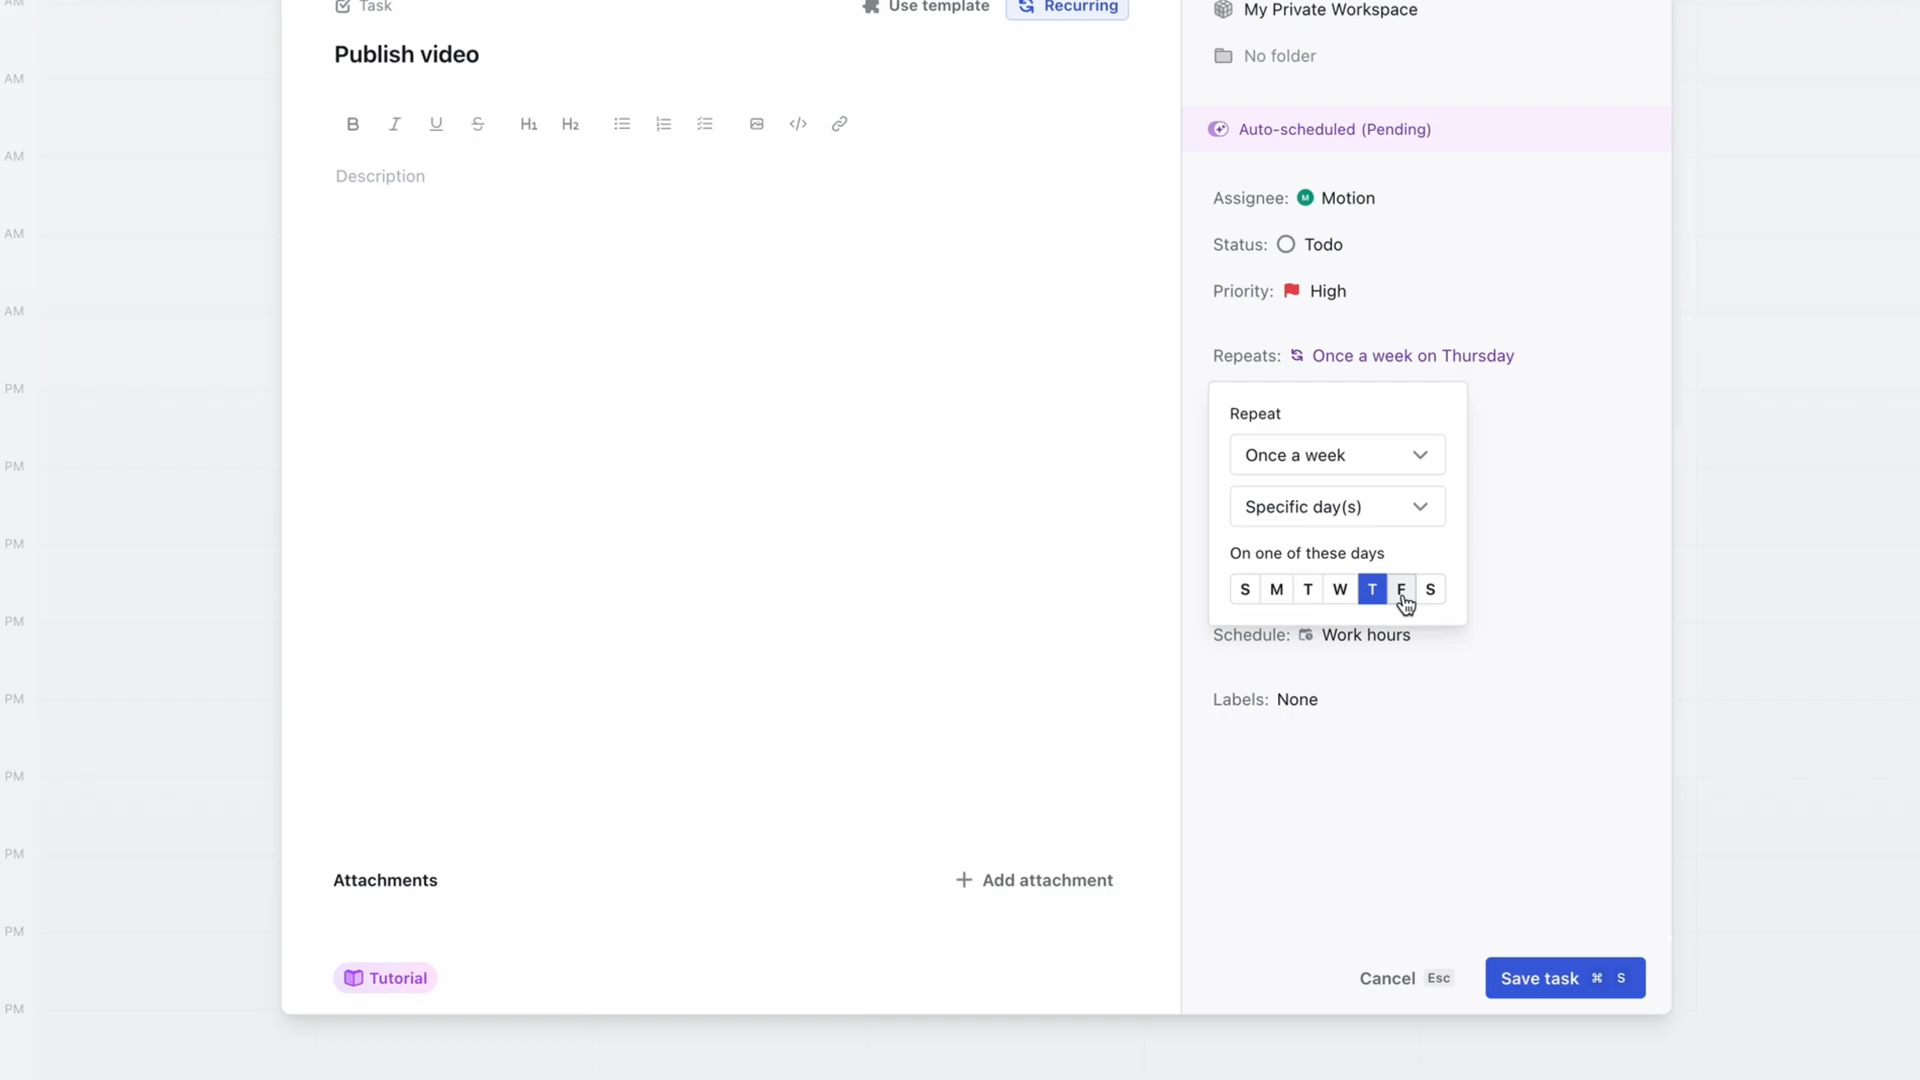 AM
AM
AM
AM
AM
PM
PM
PM
PM
PM
PM
PM
PM
PM
Task
Use template
Recurring
Publish video
B I U S H1 H2
Description
Attachments
Add attachment
Tutorial
My Private Workspace
No folder
Auto-scheduled (Pending)
Assignee: M Motion
Status: Todo
Priority: High
Repeats: Once a week on Thursday
Repeat
Once a week
Specific day(s)
On one of these days
S M T W T F S
Schedule: Work hours
Labels: None
Cancel Esc
Save task ⌘ S